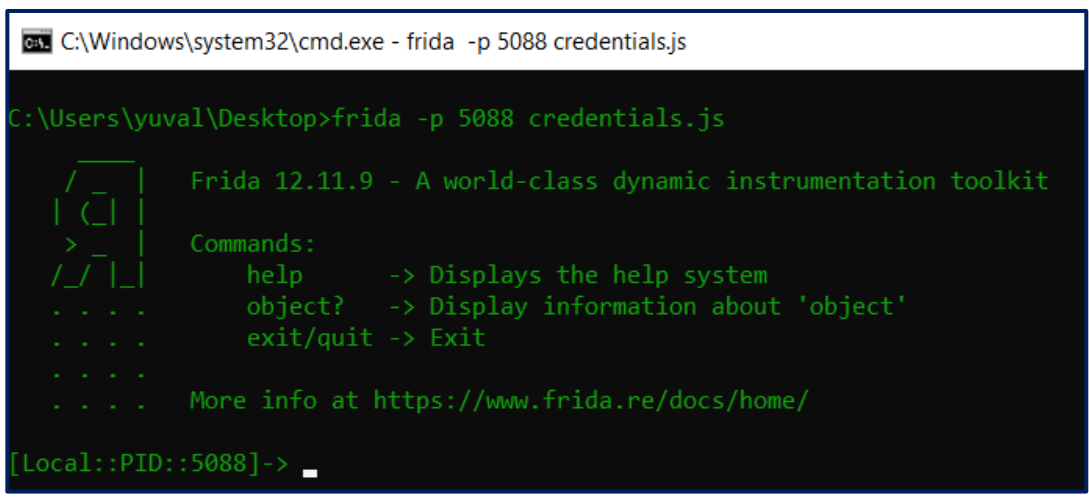 C:\Windows\system32\cmd.exe - frida  -p 5088 credentials.js
C:\Users\yuval\Desktop>frida -p 5088 credentials.js
     ____
    / _  |   Frida 12.11.9 - A world-class dynamic instrumentation toolkit
   | (_| |
    > _  |   Commands:
   /_/ |_|       help      -> Displays the help system
   . . . .       object?   -> Display information about 'object'
   . . . .       exit/quit -> Exit
   . . . .
   . . . .   More info at https://www.frida.re/docs/home/
[Local::PID::5088]->